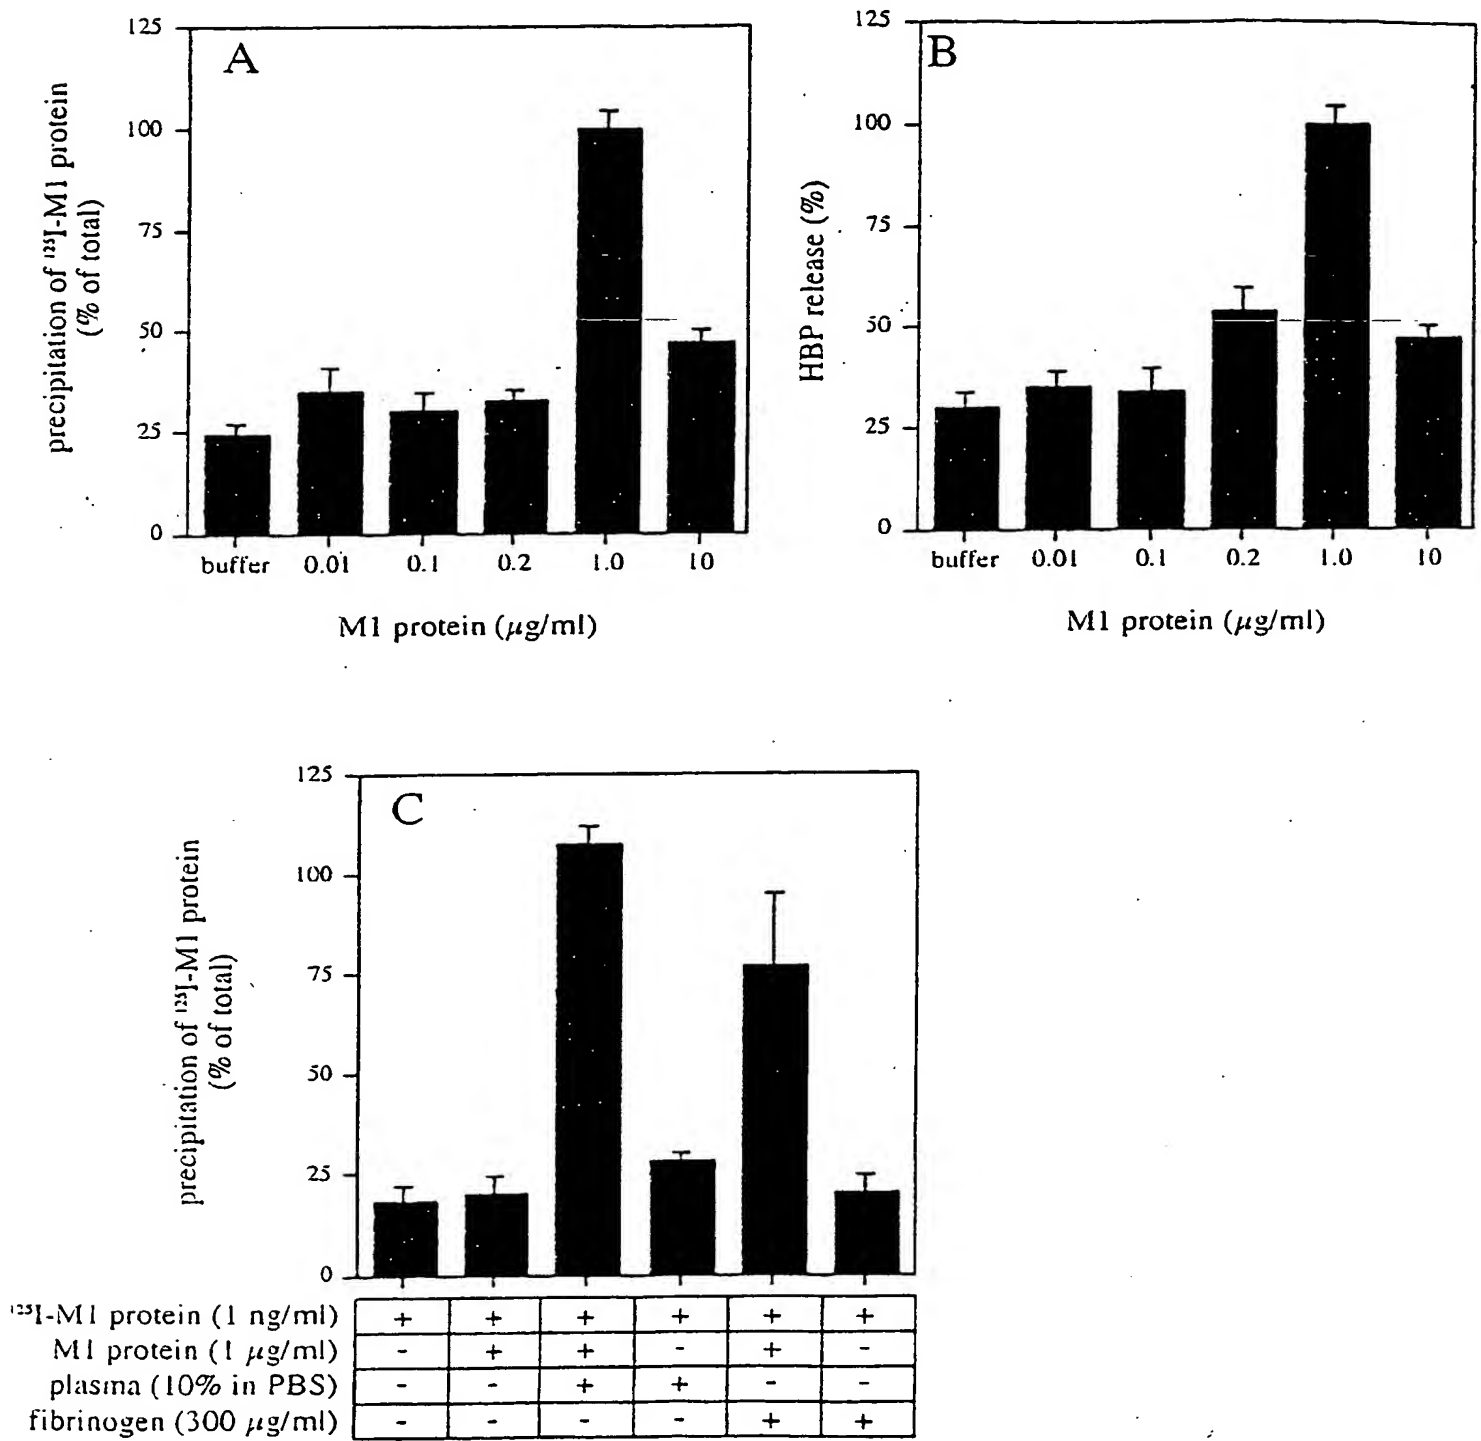 A
125
100
75
50
25
0
precipitation of ¹²⁵I-M1 protein
(% of total)
buffer 0.01 0.1 0.2 1.0 10
M1 protein (μg/ml)
B
125
100
75
50
25
0
HBP release (%)
buffer 0.01 0.1 0.2 1.0 10
M1 protein (μg/ml)
C
125
100
75
50
25
0
precipitation of ¹²⁵I-M1 protein
(% of total)
¹²⁵I-M1 protein (1 ng/ml) + + + + + +
M1 protein (1 μg/ml) - + + - + -
plasma (10% in PBS) - - + + - -
fibrinogen (300 μg/ml) - - - - + +